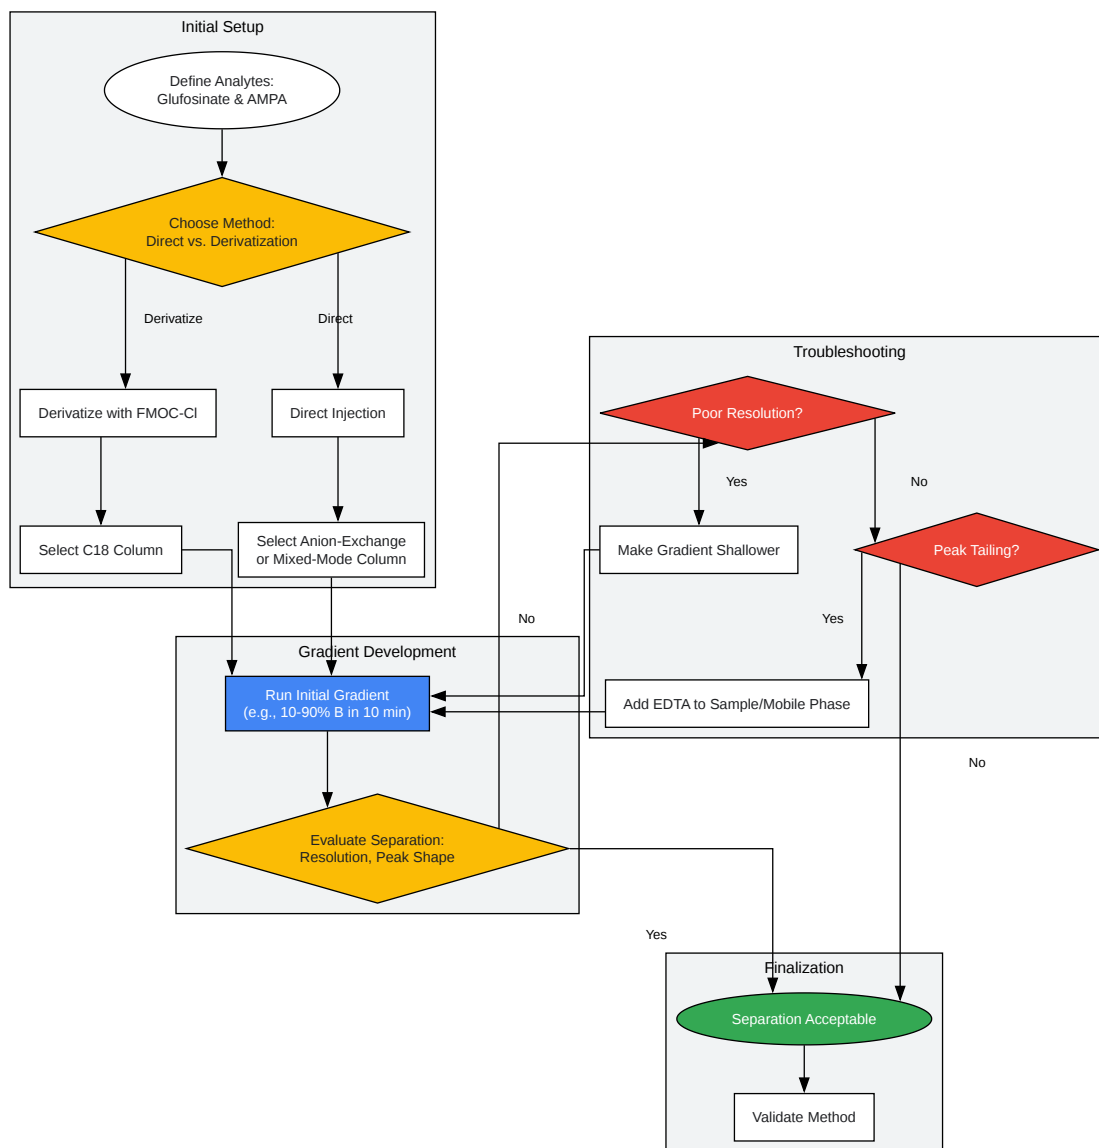 Initial Setup
Define Analytes:
Glufosinate & AMPA
Choose Method:
Direct vs. Derivatization
Derivatize
Direct
Derivatize with FMOC-Cl
Direct Injection
Select C18 Column
Select Anion-Exchange
or Mixed-Mode Column
Troubleshooting
Poor Resolution?
Yes
No
Make Gradient Shallower
Peak Tailing?
Yes
No
Add EDTA to Sample/Mobile Phase
No
Gradient Development
Run Initial Gradient
(e.g., 10-90% B in 10 min)
Evaluate Separation:
Resolution, Peak Shape
Yes
Finalization
Separation Acceptable
Validate Method